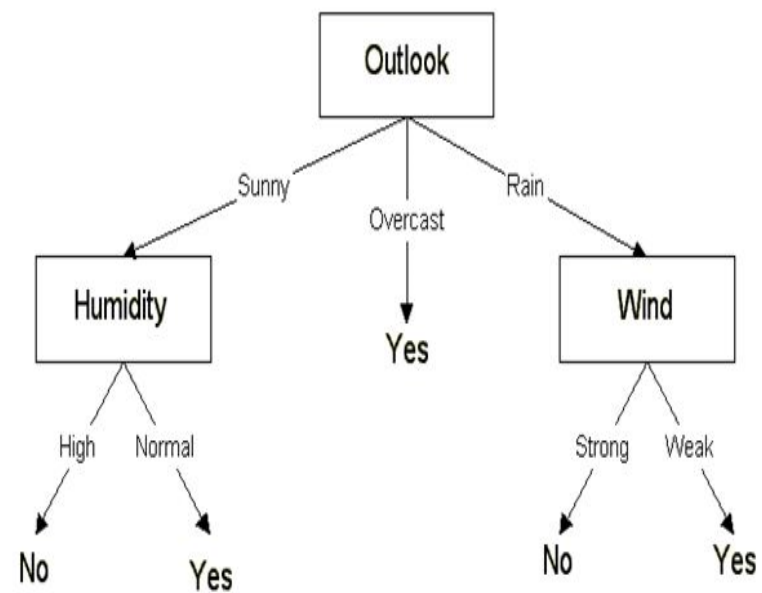 Outlook
Sunny
Overcast
Rain
Humidity
Yes
Wind
High
Normal
Strong
Weak
No
Yes
No
Yes